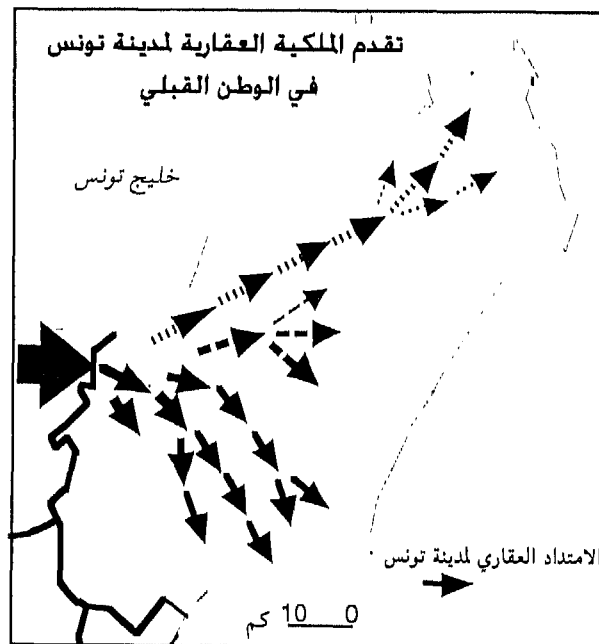 تقدم الملكية العقارية لمدينة تونس
في الوطن القبلي
خليج تونس
الامتداد العقاري لمدينة تونس
0 10 كم